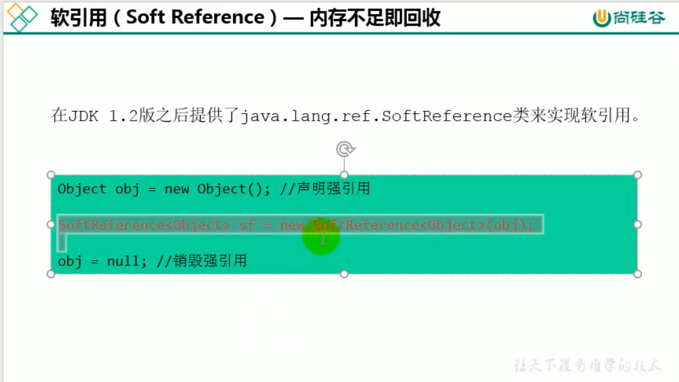 软引用（Soft Reference）— 内存不足即回收
尚硅谷
在JDK 1.2版之后提供了java.lang.ref.SoftReference类来实现软引用。
Object obj = new Object(); //声明强引用
SoftReference<Object> sf = new SoftReference<Object>(obj);
obj = null; //销毁强引用
让天下没有难学的技术